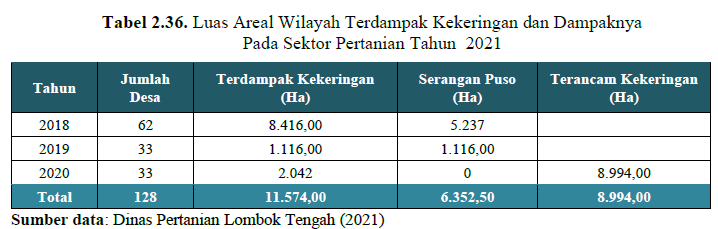 Tabel 2.36. Luas Areal Wilayah Terdampak Kekeringan dan Dampaknya
Pada Sektor Pertanian Tahun 2021
Tahun Jumlah Desa Terdampak Kekeringan (Ha) Serangan Puso (Ha) Terancam Kekeringan (Ha)
2018 62 8.416,00 5.237
2019 33 1.116,00 1.116,00
2020 33 2.042 0 8.994,00
Total 128 11.574,00 6.352,50 8.994,00
Sumber data: Dinas Pertanian Lombok Tengah (2021)